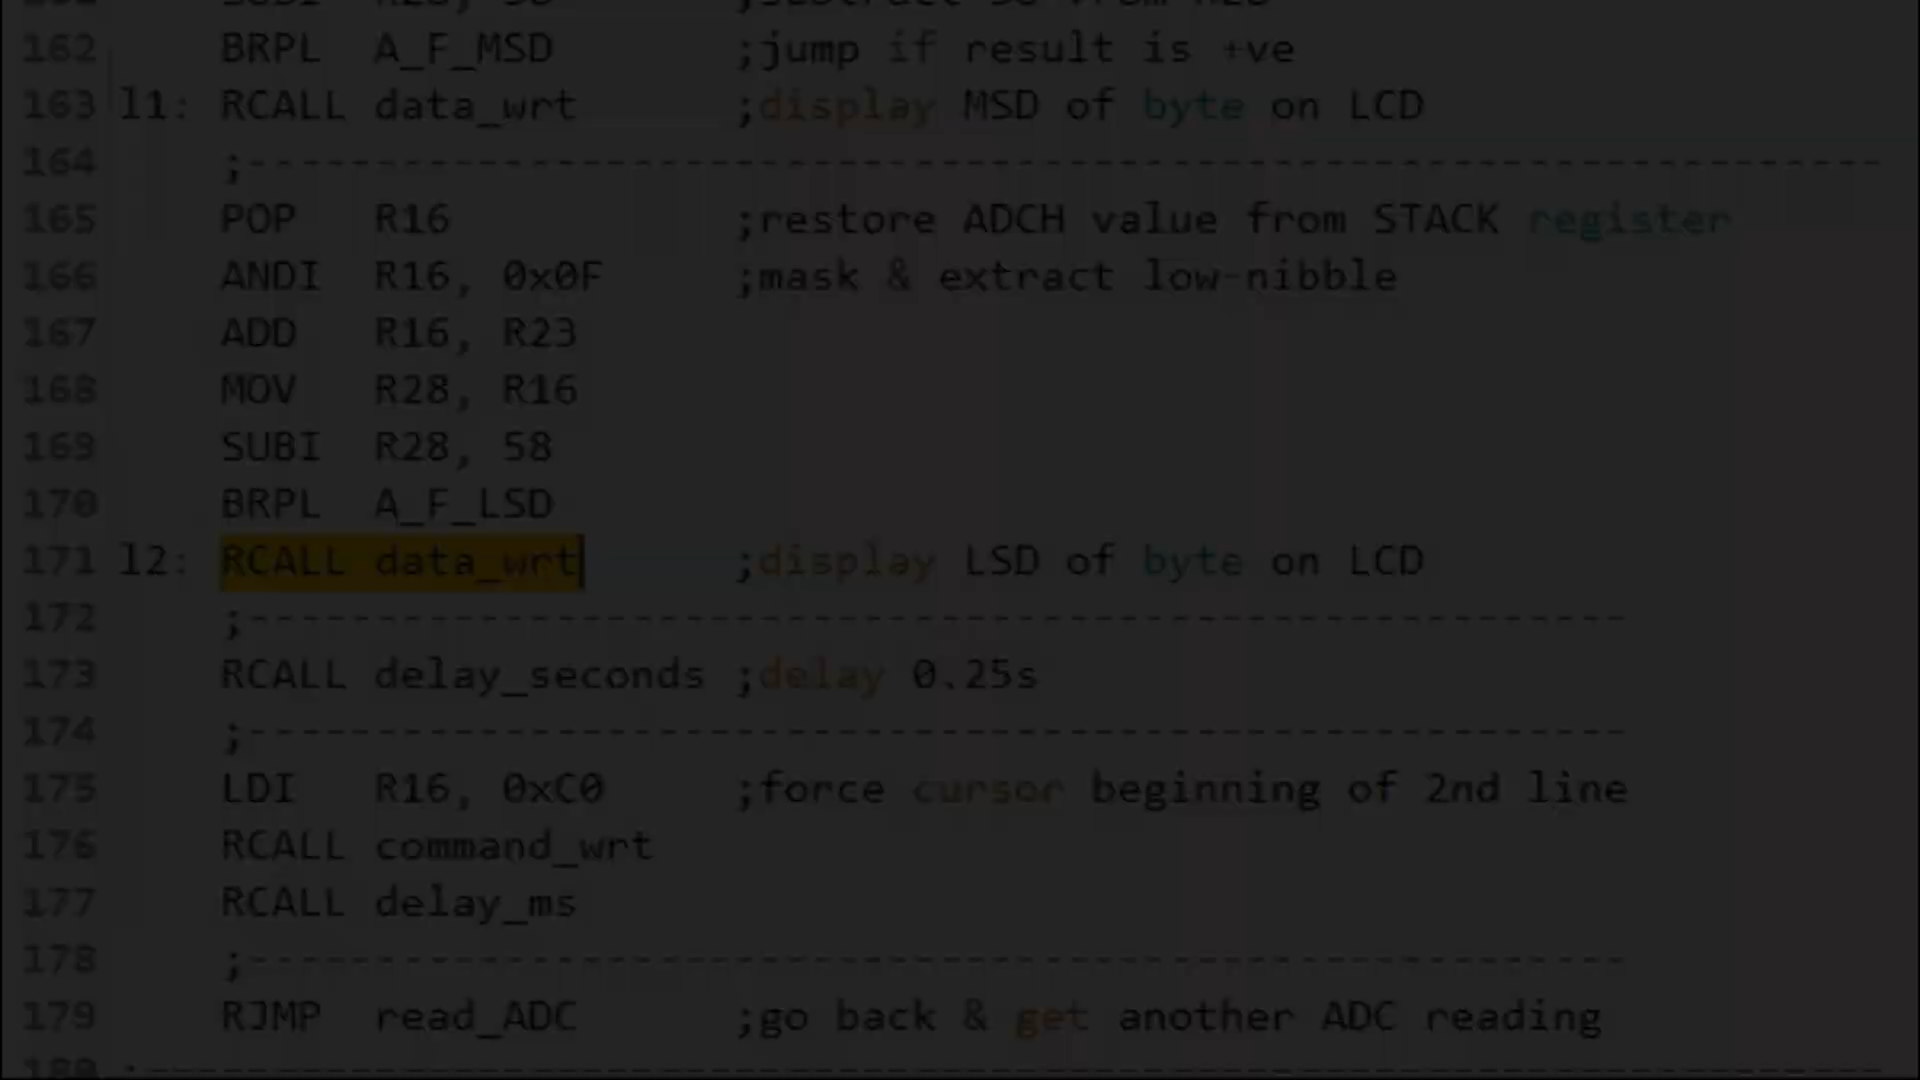 162 BRPL A_F_MSD ;jump if result is +ve
163 l1: RCALL data_wrt ;display MSD of byte on LCD
164 ;----------------------------------------------------------------
165 POP R16 ;restore ADCH value from STACK register
166 ANDI R16, 0x0F ;mask & extract low-nibble
167 ADD R16, R23
168 MOV R28, R16
169 SUBI R28, 58
170 BRPL A_F_LSD
171 l2: RCALL data_wrt ;display LSD of byte on LCD
172 ;------------------------------------------------------
173 RCALL delay_seconds ;delay 0.25s
174 ;------------------------------------------------------
175 LDI R16, 0xC0 ;force cursor beginning of 2nd line
176 RCALL command_wrt
177 RCALL delay_ms
178 ;------------------------------------------------------
179 RJMP read_ADC ;go back & get another ADC reading